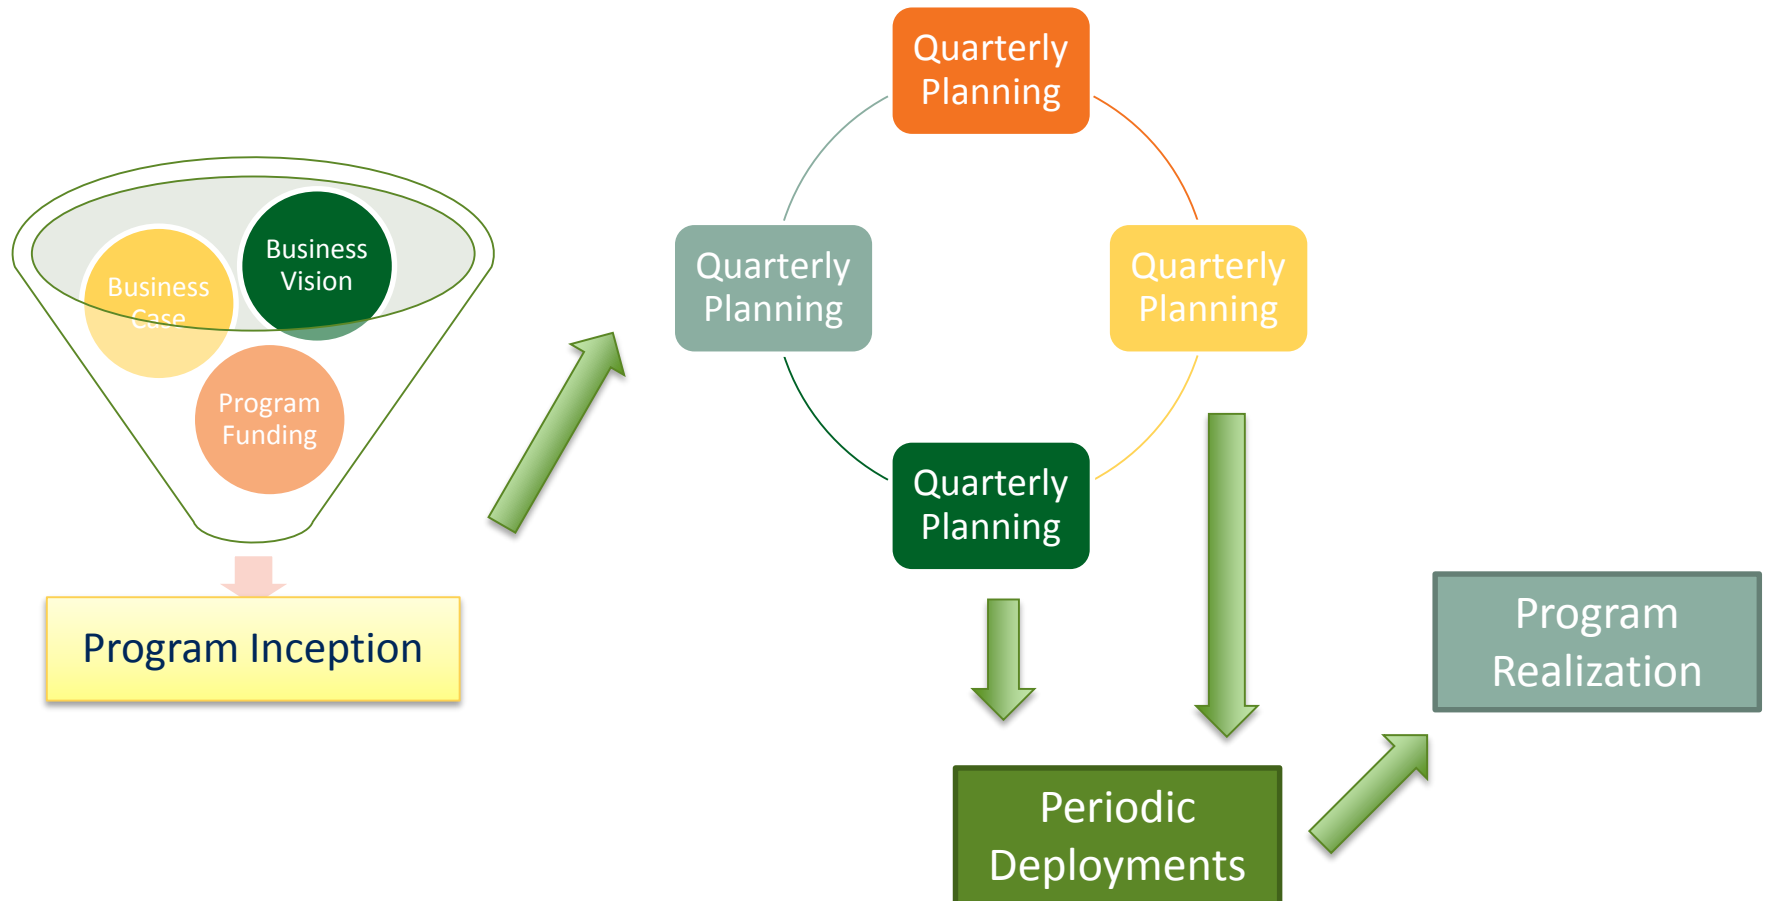 Business
Vision
Business
Case
Program
Funding
Program Inception
Quarterly
Planning
Quarterly
Planning
Quarterly
Planning
Quarterly
Planning
Periodic
Deployments
Program
Realization